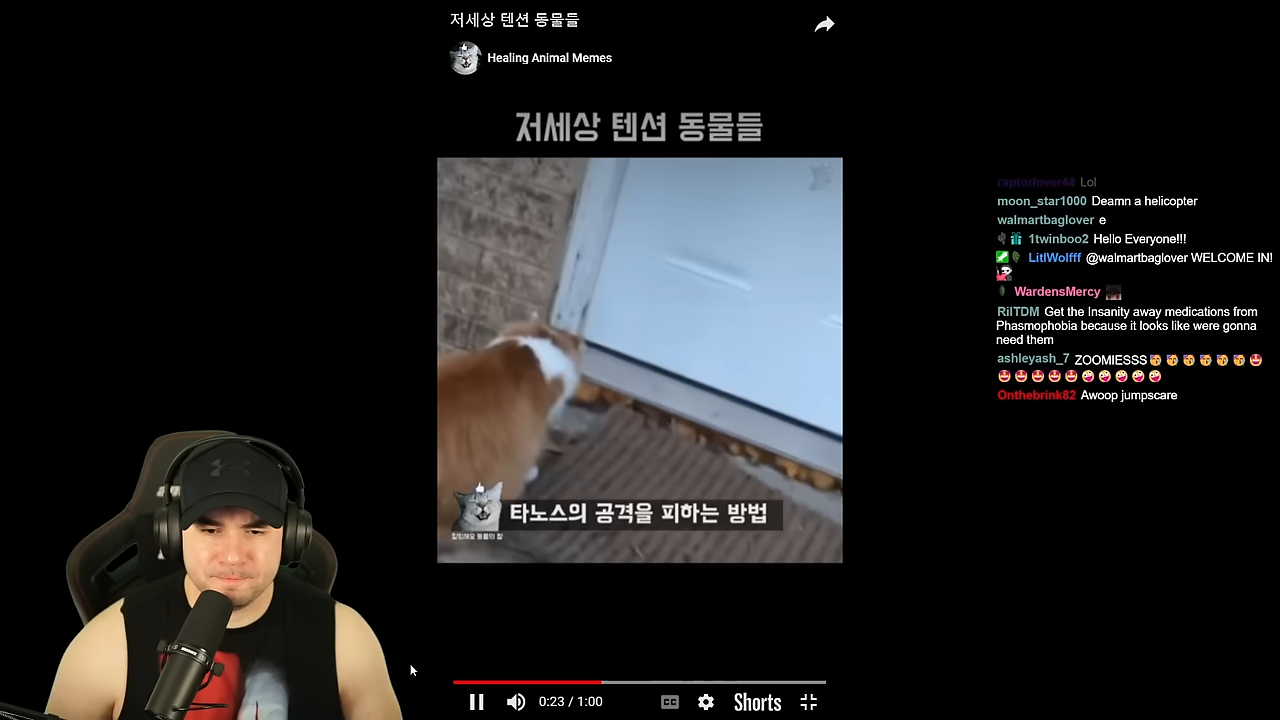 저세상 텐션 동물들
Healing Animal Memes
저세상 텐션 동물들
타노스의 공격을 피하는 방법
raptorlover44 Lol
moon_star1000 Deamn a helicopter
walmartbaglover e
1twinboo2 Hello Everyone!!!
LitlWolfff @walmartbaglover WELCOME IN!
WardensMercy
RilTDM Get the Insanity away medications from
Phasmophobia because it looks like were gonna
need them
ashleyash_7 ZOOMIESSS🥳🥳🥳🥳🥳🥳🤩
🤩🤩🤩🤩🤩🤪🤪🤪🤪🤪
Onthebrink82 Awoop jumpscare
0:23 / 1:00
CC
Shorts